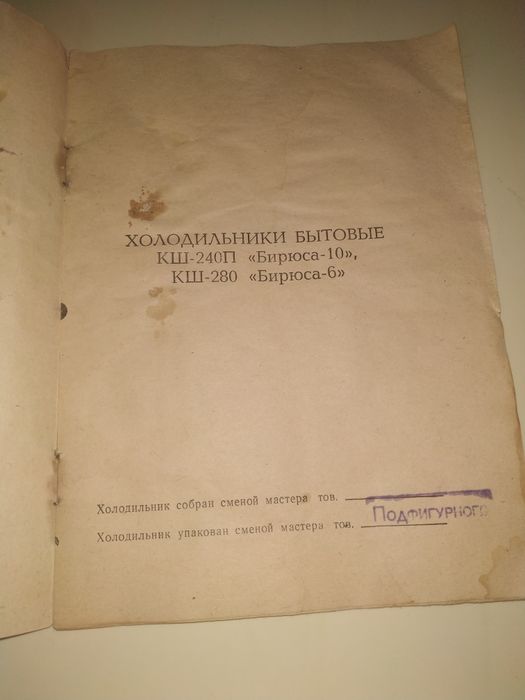 ХОЛОДИЛЬНИКИ БЫТОВЫЕ
КШ-240П «Бирюса-10»,
КШ-280 «Бирюса-6»
Холодильник собран сменой мастера тов.
Холодильник упакован сменой мастера тов.
ПОДФИГУРНОГО